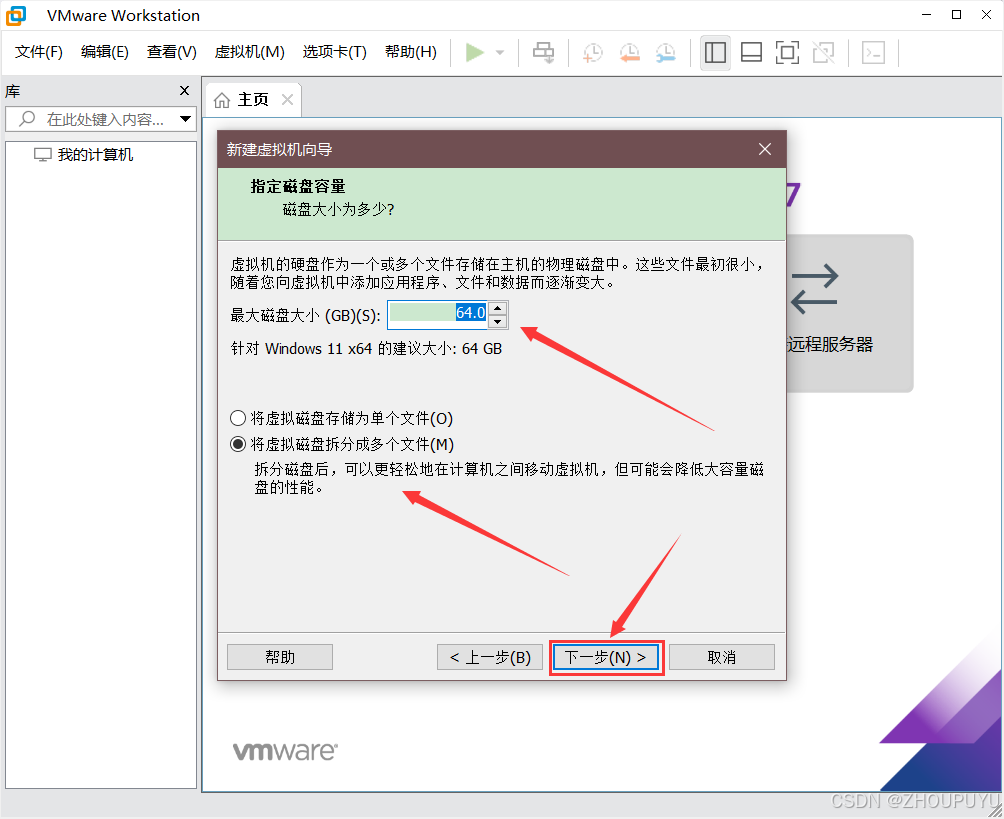 VMware Workstation
文件(F) 编辑(E) 查看(V) 虚拟机(M) 选项卡(T) 帮助(H)
库
在此处键入内容...
我的计算机
主页
新建虚拟机向导
指定磁盘容量
磁盘大小为多少?
7
虚拟机的硬盘作为一个或多个文件存储在主机的物理磁盘中。这些文件最初很小，
随着您向虚拟机中添加应用程序、文件和数据而逐渐变大。
最大磁盘大小 (GB)(S): 64.0
针对 Windows 11 x64 的建议大小: 64 GB
远程服务器
将虚拟磁盘存储为单个文件(O)
将虚拟磁盘拆分成多个文件(M)
拆分磁盘后，可以更轻松地在计算机之间移动虚拟机，但可能会降低大容量磁
盘的性能。
帮助 < 上一步(B) 下一步(N) > 取消
vmware
CSDN @ZHOUPUYU